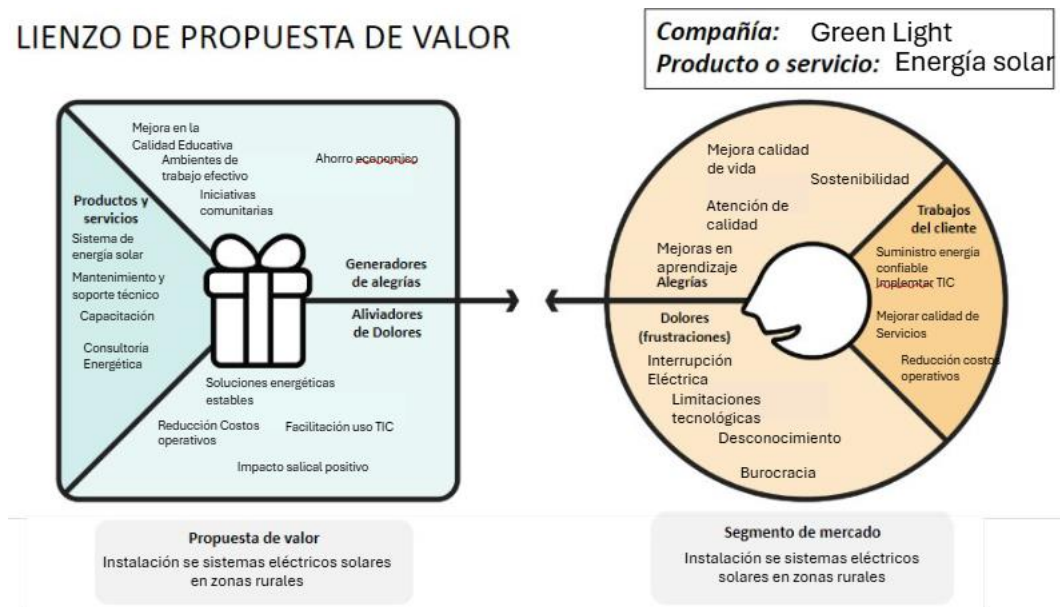 LIENZO DE PROPUESTA DE VALOR
Compañía: Green Light
Producto o servicio: Energía solar
Mejora en la
Calidad Educativa
Ambientes de
trabajo efectivo
Iniciativas
comunitarias
Ahorro economiso
Productos y
servicios
Sistema de
energía solar
Mantenimiento y
soporte técnico
Capacitación
Consultoría
Energética
Generadores
de alegrías
Aliviadores
de Dolores
Soluciones energéticas
estables
Reducción Costos
operativos
Facilitación uso TIC
Impacto salical positivo
Mejora calidad
de vida
Sostenibilidad
Atención de
calidad
Mejoras en
aprendizaje
Alegrías
Trabajos
del cliente
Suministro energía
confiable
Implemtar TIC
Mejorar calidad de
Servicios
Reducción costos
operativos
Dolores
(frustraciones)
Interrupción
Eléctrica
Limitaciones
tecnológicas
Desconocimiento
Burocracia
Propuesta de valor
Instalación se sistemas eléctricos solares
en zonas rurales
Segmento de mercado
Instalación se sistemas eléctricos
solares en zonas rurales